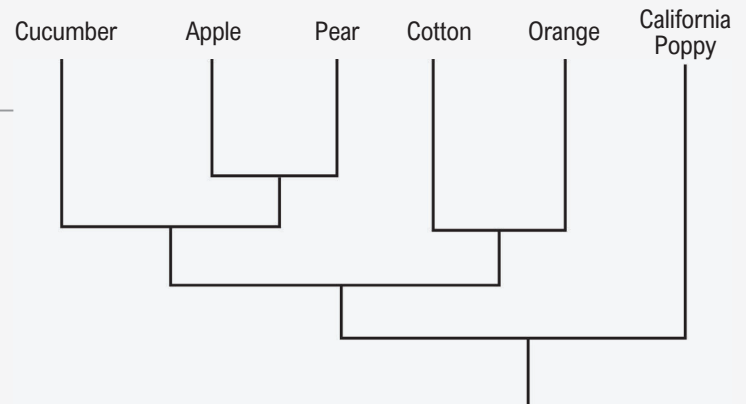 Cucumber
Apple
Pear
Cotton
Orange
California
Poppy